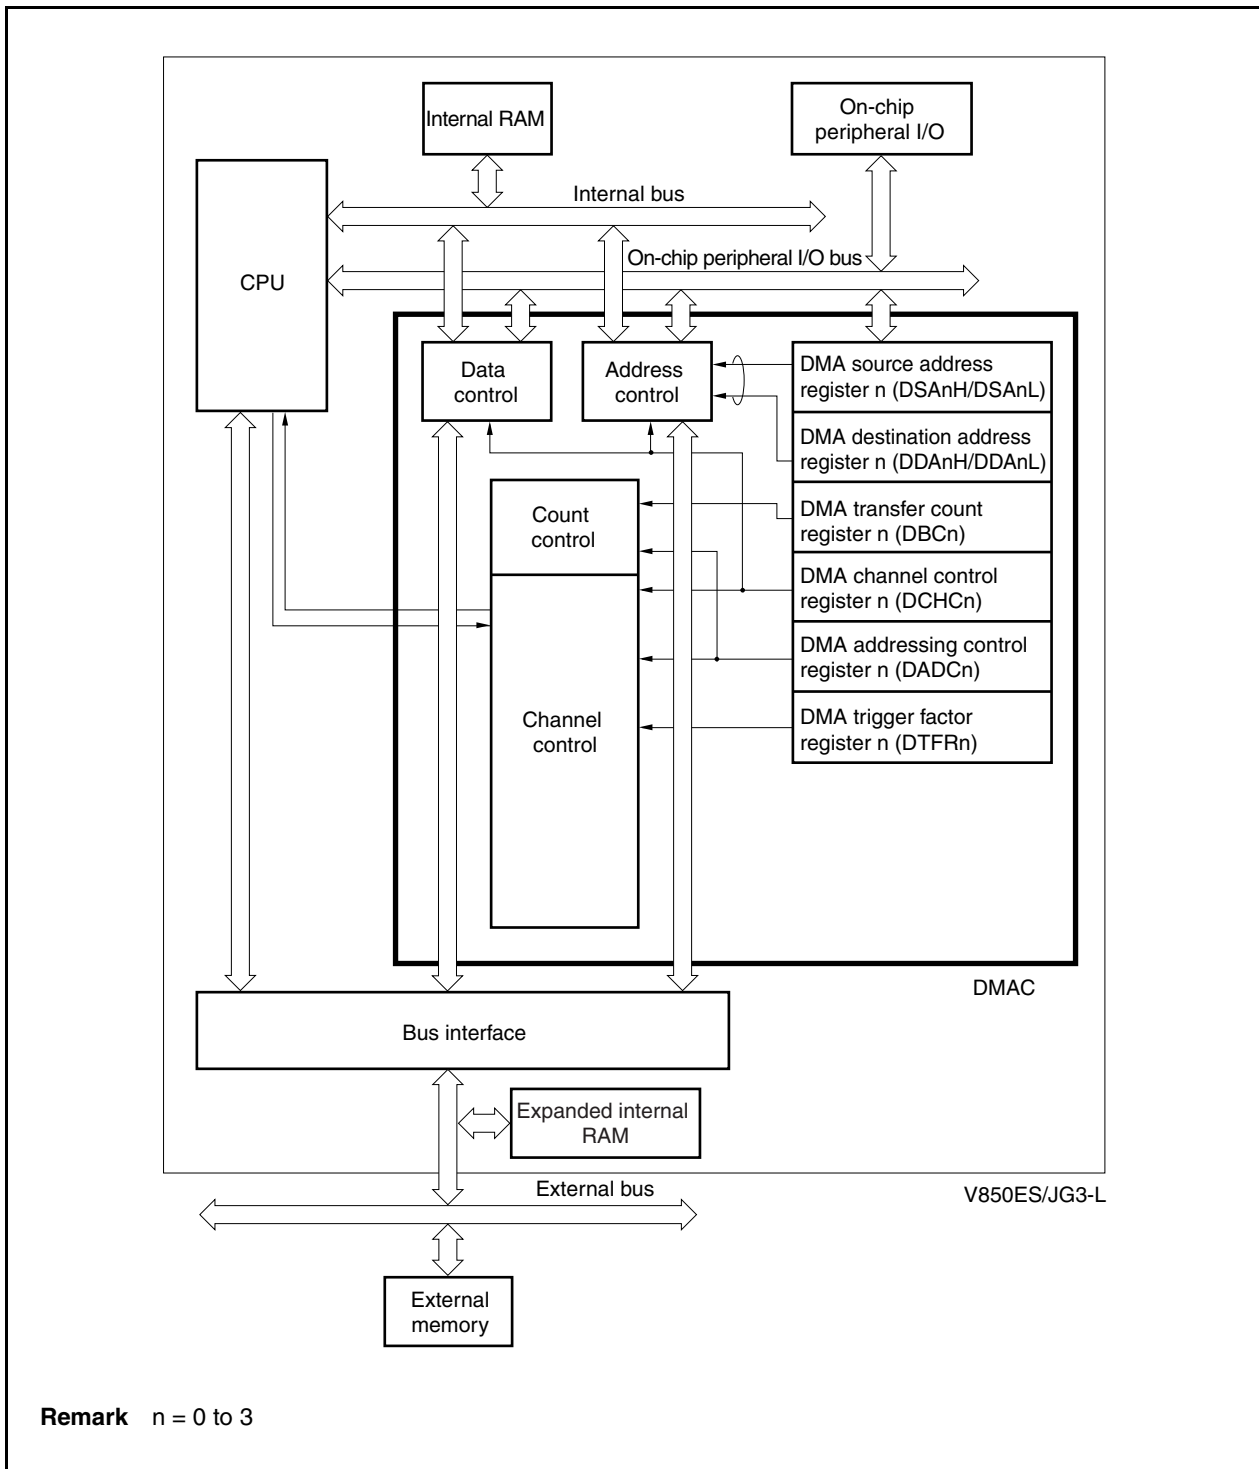 Internal RAM
On-chip
peripheral I/O
Internal bus
CPU
On-chip peripheral I/O bus
Data
control
Address
control
DMA source address
register n (DSAnH/DSAnL)
DMA destination address
register n (DDAnH/DDAnL)
Count
control
DMA transfer count
register n (DBCn)
DMA channel control
register n (DCHCn)
DMA addressing control
register n (DADCn)
Channel
control
DMA trigger factor
register n (DTFRn)
DMAC
Bus interface
Expanded internal
RAM
External bus
V850ES/JG3-L
External
memory
Remark n = 0 to 3